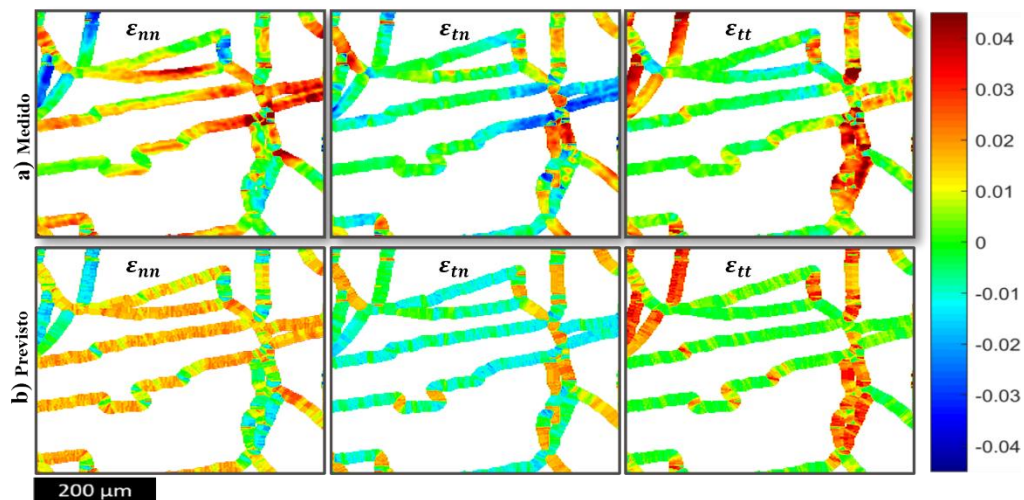 ε_nn
ε_tn
ε_tt
a) Medido
ε_nn
ε_tn
ε_tt
b) Previsto
0.04
0.03
0.02
0.01
0
-0.01
-0.02
-0.03
-0.04
200 µm